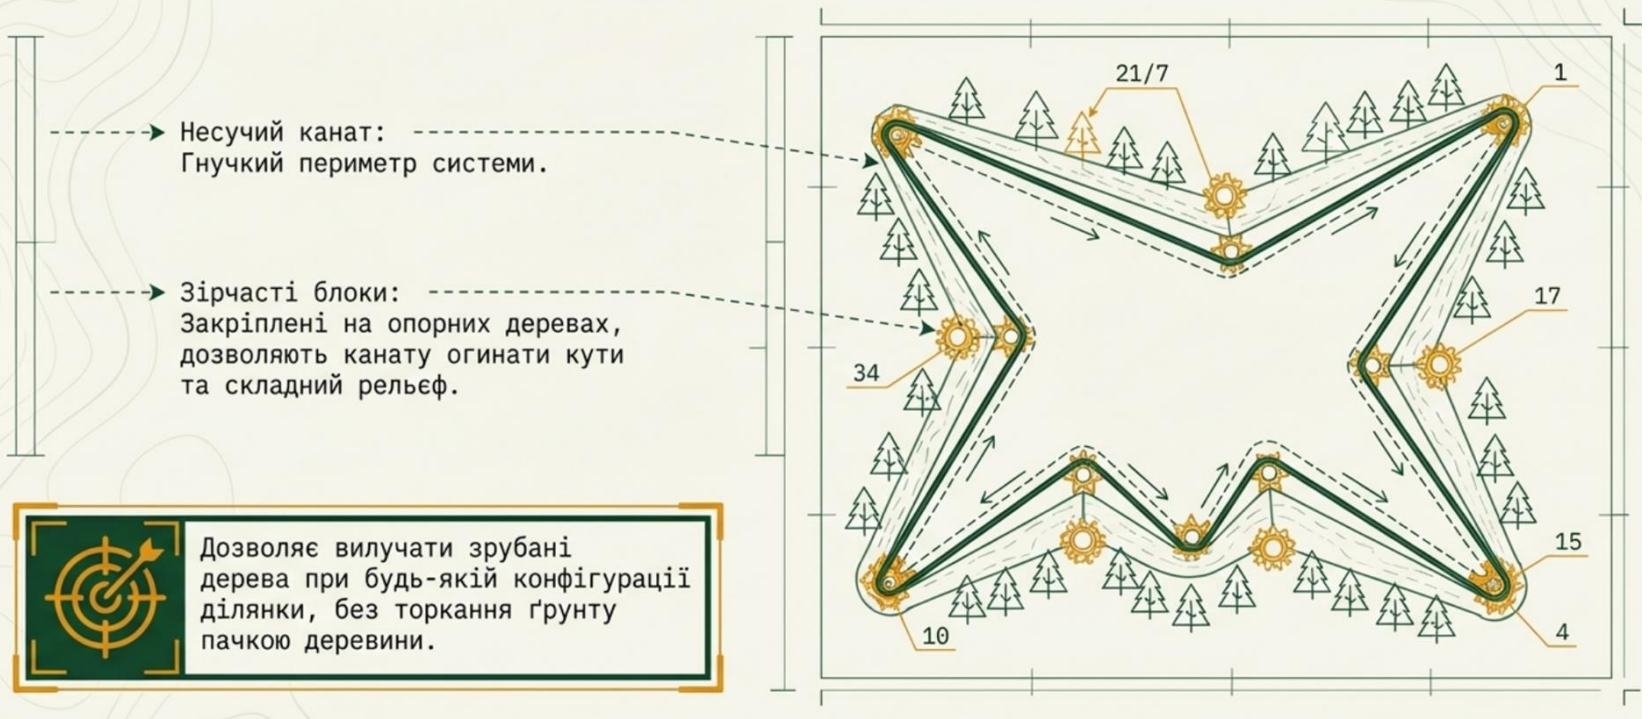 Несучий канат:
Гнучкий периметр системи.
Зірчасті блоки:
Закріплені на опорних деревах,
дозволяють канату огинати кути
та складний рельєф.
Дозволяє вилучати зрубані
дерева при будь-якій конфігурації
ділянки, без торкання ґрунту
пачкою деревини.
21/7
1
17
34
15
10
4